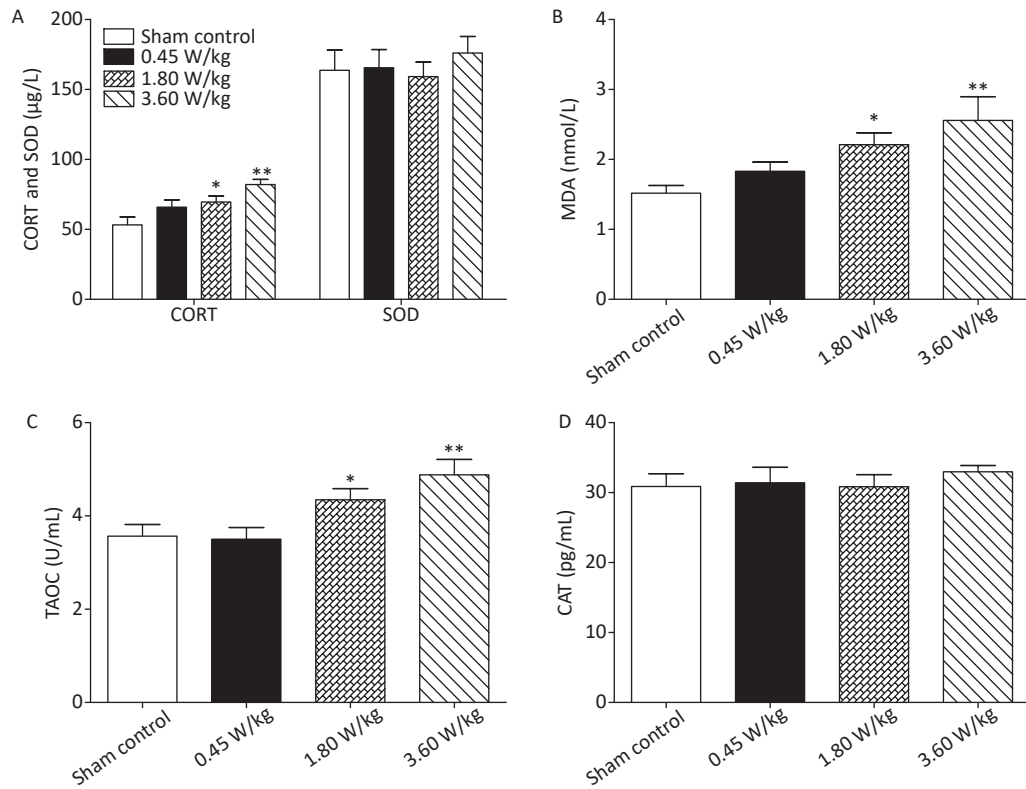 A
200
150
100
50
0
CORT and SOD (µg/L)
Sham control
0.45 W/kg
1.80 W/kg
3.60 W/kg
*
**
CORT
SOD
B
4
3
2
1
0
MDA (nmol/L)
*
**
Sham control
0.45 W/kg
1.80 W/kg
3.60 W/kg
C
6
4
2
0
TAOC (U/mL)
*
**
Sham control
0.45 W/kg
1.80 W/kg
3.60 W/kg
D
40
30
20
30
0
CAT (pg/mL)
Sham control
0.45 W/kg
1.80 W/kg
3.60 W/kg